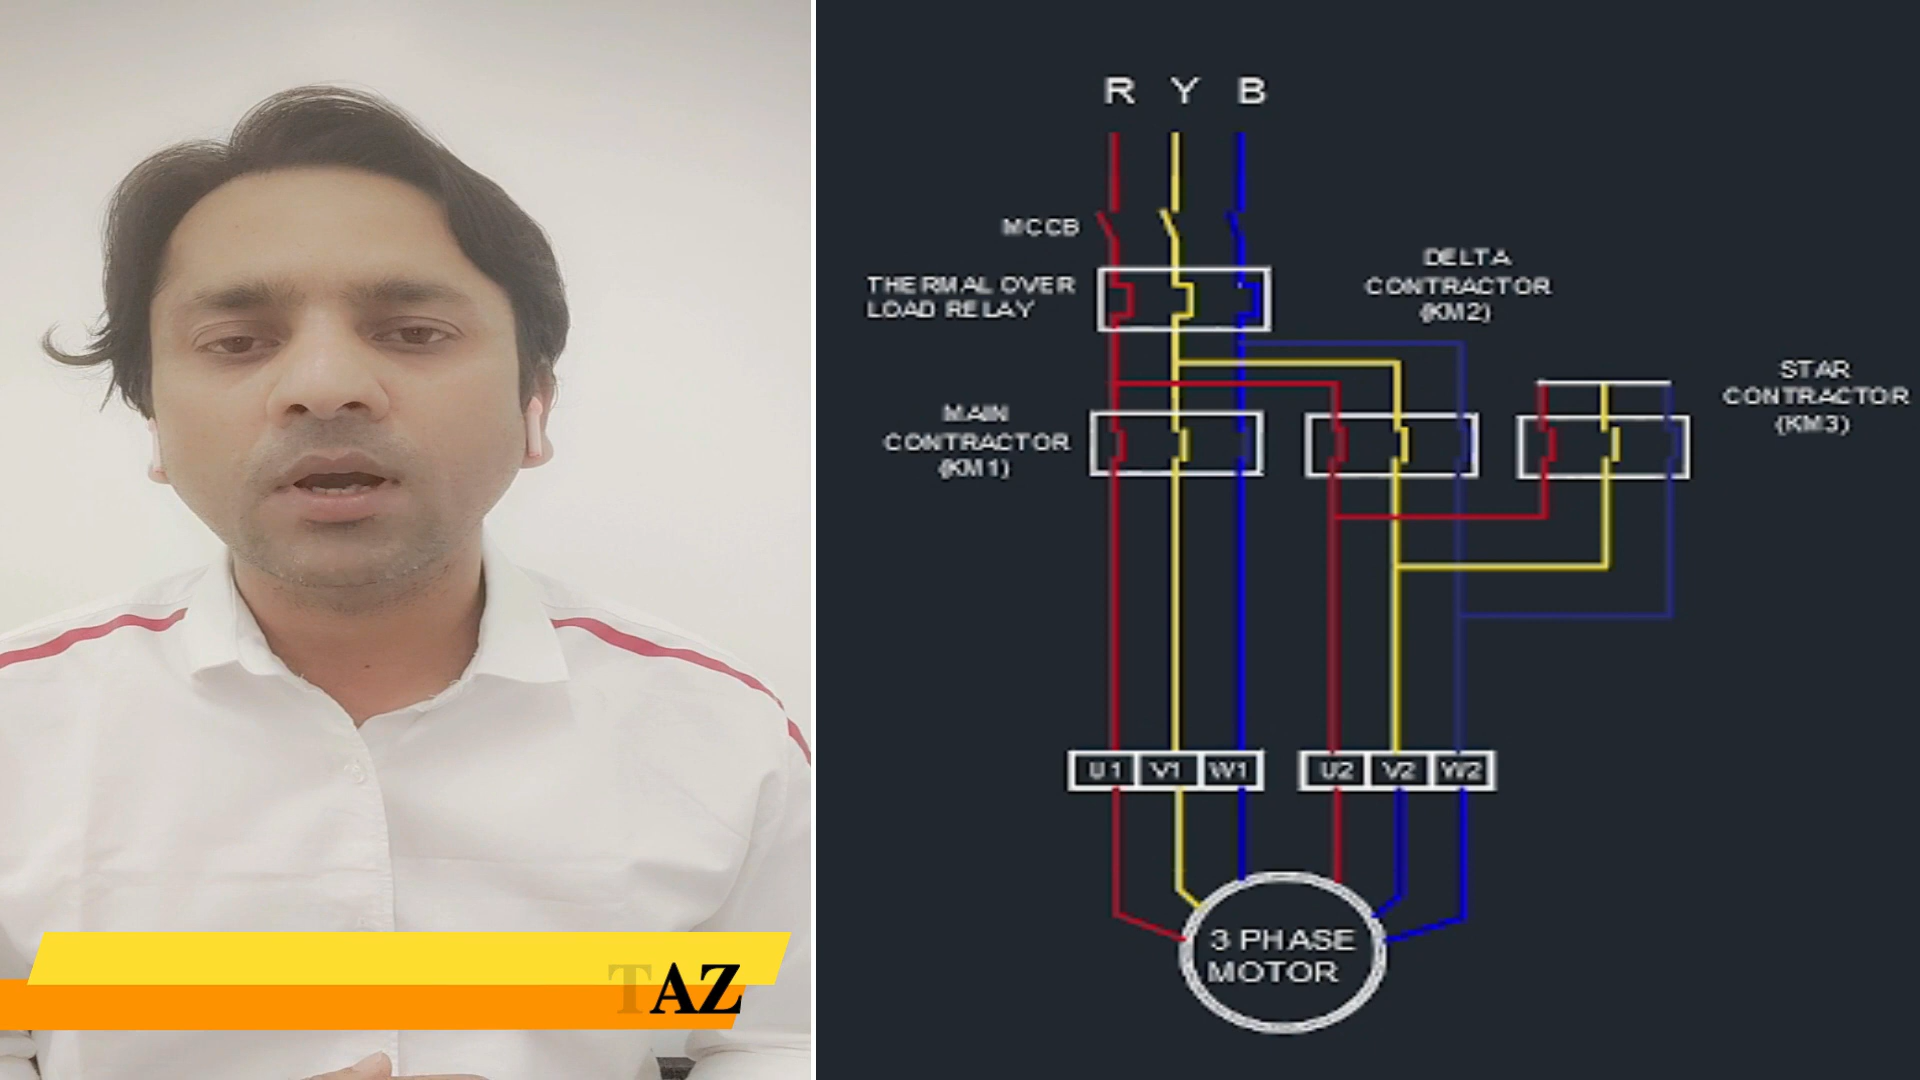 R Y B
MCCB
THERMAL OVER
LOAD RELAY
DELTA
CONTRACTOR
(KM2)
STAR
CONTRACTOR
(KM3)
MAIN
CONTRACTOR
(KM1)
U1 V1 W1 U2 V2 W2
3 PHASE
MOTOR
TAZ